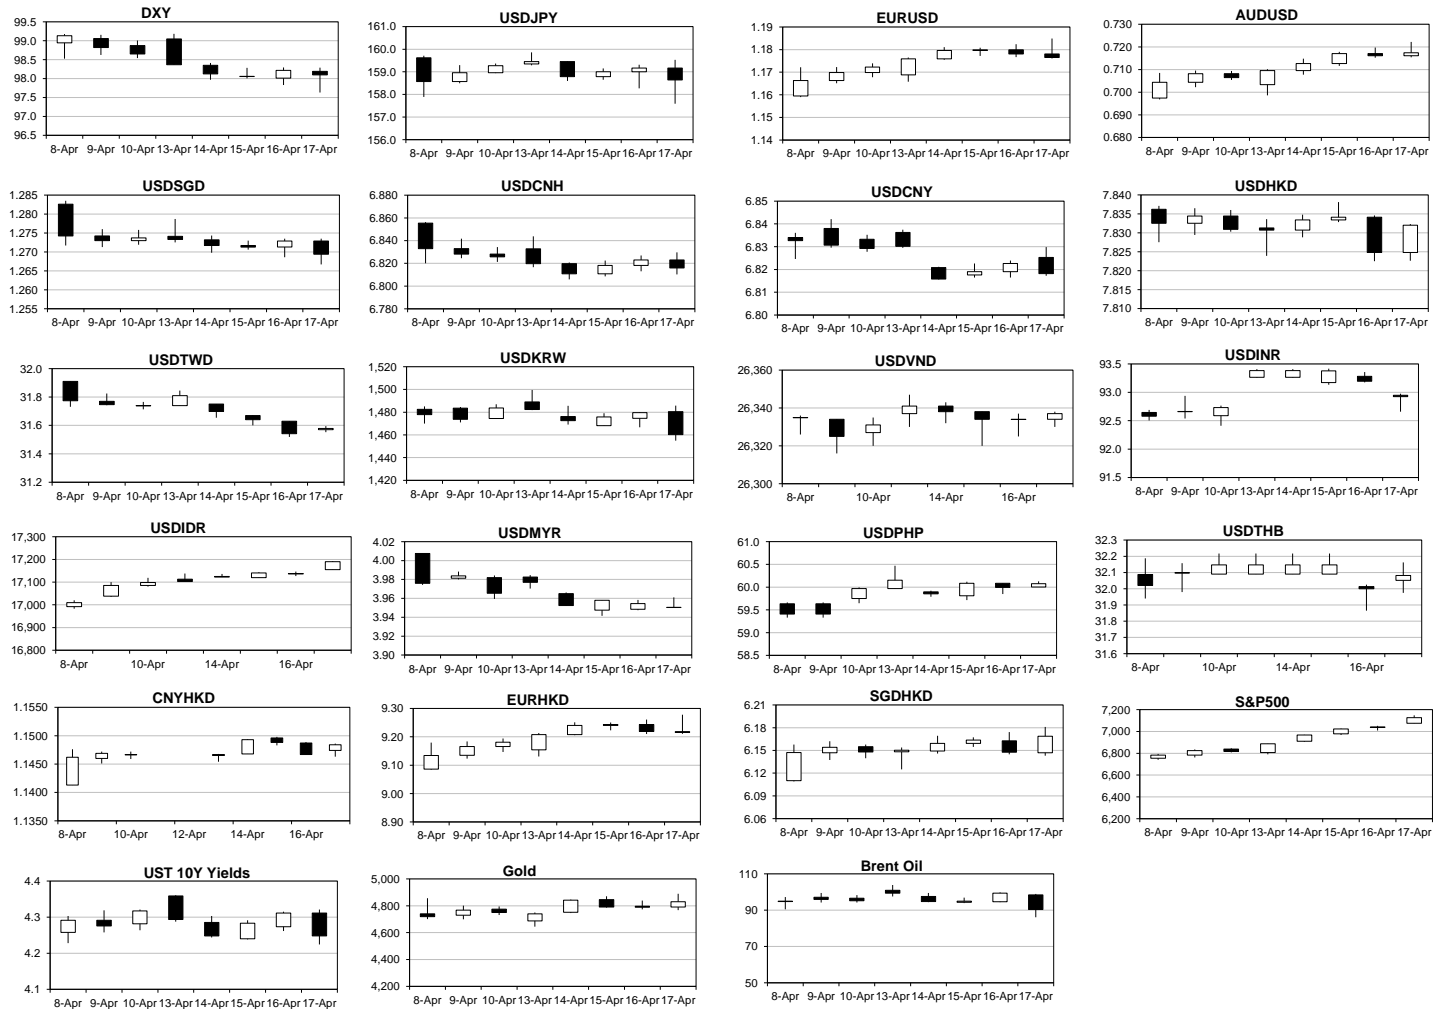 DXY
99.5
99.0
98.5
98.0
97.5
97.0
96.5
8-Apr 9-Apr 10-Apr 13-Apr 14-Apr 15-Apr 16-Apr 17-Apr
USDJPY
161.0
160.0
159.0
158.0
157.0
156.0
8-Apr 9-Apr 10-Apr 13-Apr 14-Apr 15-Apr 16-Apr 17-Apr
EURUSD
1.19
1.18
1.17
1.16
1.15
1.14
8-Apr 9-Apr 10-Apr 13-Apr 14-Apr 15-Apr 16-Apr 17-Apr
AUDUSD
0.730
0.720
0.710
0.700
0.690
0.680
8-Apr 9-Apr 10-Apr 13-Apr 14-Apr 15-Apr 16-Apr 17-Apr
USDSGD
1.285
1.280
1.275
1.270
1.265
1.260
1.255
8-Apr 9-Apr 10-Apr 13-Apr 14-Apr 15-Apr 16-Apr 17-Apr
USDCNH
6.880
6.860
6.840
6.820
6.800
6.780
8-Apr 9-Apr 10-Apr 13-Apr 14-Apr 15-Apr 16-Apr 17-Apr
USDCNY
6.85
6.84
6.83
6.82
6.81
6.80
8-Apr 9-Apr 10-Apr 13-Apr 14-Apr 15-Apr 16-Apr 17-Apr
USDHKD
7.840
7.835
7.830
7.825
7.820
7.815
7.810
8-Apr 9-Apr 10-Apr 13-Apr 14-Apr 15-Apr 16-Apr 17-Apr
USDTWD
32.0
31.8
31.6
31.4
31.2
8-Apr 9-Apr 10-Apr 13-Apr 14-Apr 15-Apr 16-Apr 17-Apr
USDKRW
1,520
1,500
1,480
1,460
1,440
1,420
8-Apr 9-Apr 10-Apr 13-Apr 14-Apr 15-Apr 16-Apr 17-Apr
USDVND
26,360
26,340
26,320
26,300
8-Apr 10-Apr 14-Apr 16-Apr
USDINR
93.5
93.0
92.5
92.0
91.5
8-Apr 9-Apr 10-Apr 13-Apr 14-Apr 15-Apr 16-Apr 17-Apr
USDIDR
17,300
17,200
17,100
17,000
16,900
16,800
8-Apr 10-Apr 14-Apr 16-Apr
USDMYR
4.02
4.00
3.98
3.96
3.94
3.92
3.90
8-Apr 9-Apr 10-Apr 13-Apr 14-Apr 15-Apr 16-Apr 17-Apr
USDPHP
61.0
60.5
60.0
59.5
59.0
58.5
8-Apr 9-Apr 10-Apr 13-Apr 14-Apr 15-Apr 16-Apr 17-Apr
USDTHB
32.3
32.2
32.1
32.0
31.9
31.8
31.7
31.6
8-Apr 10-Apr 14-Apr 16-Apr
CNYHKD
1.1550
1.1500
1.1450
1.1400
1.1350
8-Apr 10-Apr 12-Apr 14-Apr 16-Apr
EURHKD
9.30
9.20
9.10
9.00
8.90
8-Apr 9-Apr 10-Apr 13-Apr 14-Apr 15-Apr 16-Apr 17-Apr
SGDHKD
6.21
6.18
6.15
6.12
6.09
6.06
8-Apr 9-Apr 10-Apr 13-Apr 14-Apr 15-Apr 16-Apr 17-Apr
S&P500
7,200
7,000
6,800
6,600
6,400
6,200
8-Apr 9-Apr 10-Apr 13-Apr 14-Apr 15-Apr 16-Apr 17-Apr
UST 10Y Yields
4.4
4.3
4.2
4.1
8-Apr 9-Apr 10-Apr 13-Apr 14-Apr 15-Apr 16-Apr 17-Apr
Gold
5,000
4,800
4,600
4,400
4,200
8-Apr 9-Apr 10-Apr 13-Apr 14-Apr 15-Apr 16-Apr 17-Apr
Brent Oil
110
90
70
50
8-Apr 9-Apr 10-Apr 13-Apr 14-Apr 15-Apr 16-Apr 17-Apr